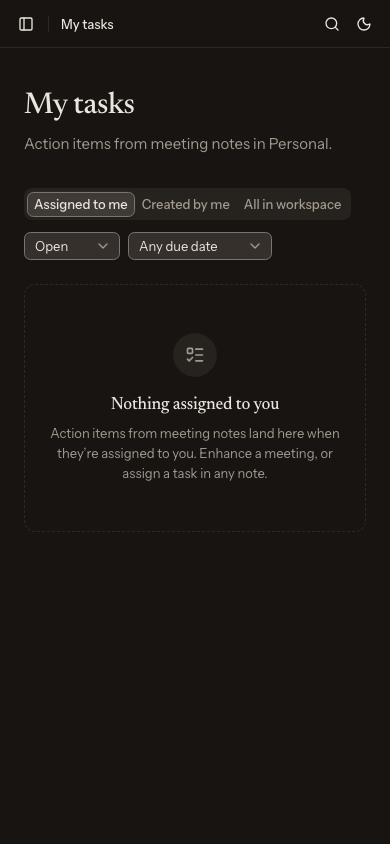 My tasks
My tasks
Action items from meeting notes in Personal.
Assigned to me Created by me All in workspace
Open Any due date
Nothing assigned to you
Action items from meeting notes land here when
they're assigned to you. Enhance a meeting, or
assign a task in any note.